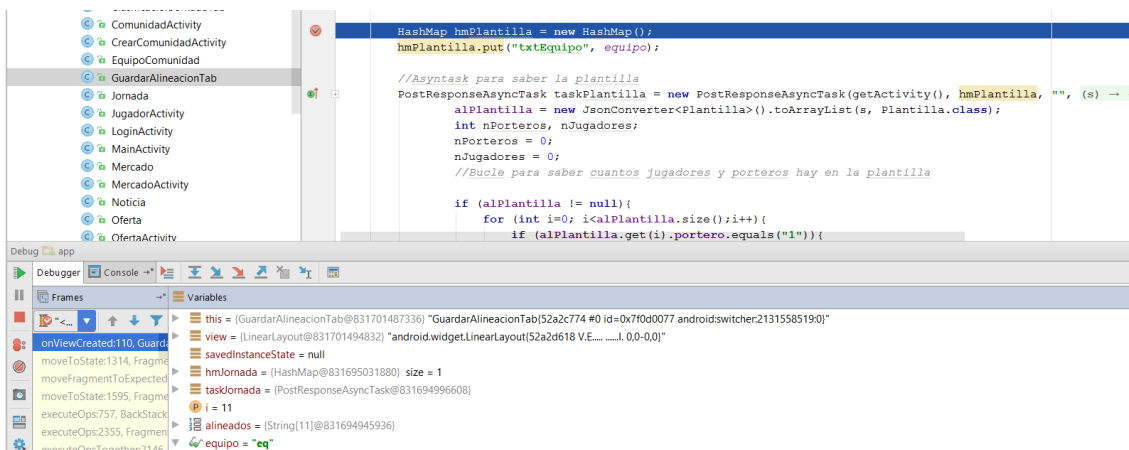 ComunidadActivity
CrearComunidadActivity
EquipoComunidad
GuardarAlineacionTab
Jornada
JugadorActivity
LoginActivity
MainActivity
Mercado
MercadoActivity
Noticia
Oferta
OfertaActivity
HashMap hmPlantilla = new HashMap();
hmPlantilla.put("txtEquipo", equipo);
//Asyntask para saber la plantilla
PostResponseAsyncTask taskPlantilla = new PostResponseAsyncTask(getActivity(), hmPlantilla, "", (s) →
alPlantilla = new JsonConverter<Plantilla>().toArrayList(s, Plantilla.class);
int nPorteros, nJugadores;
nPorteros = 0;
nJugadores = 0;
//Bucle para saber cuantos jugadores y porteros hay en la plantilla
if (alPlantilla != null){
for (int i=0; i<alPlantilla.size();i++){
if (alPlantilla.get(i).portero.equals("1")){
Debug app
Debugger Console
Frames
Variables
"<...
onViewCreated:110, Guarda
moveToState:1314, Fragme
moveFragmentToExpected
moveToState:1595, Fragme
executeOps:757, BackStack
executeOps:2355, Fragmen
executeOpsTogether:2146
this = {GuardarAlineacionTab@831701487336} "GuardarAlineacionTab{52a2c774 #0 id=0x7f0d0077 android:switcher:2131558519:0}"
view = {LinearLayout@831701494832} "android.widget.LinearLayout{52a2d618 V.E..... ......I. 0,0-0,0}"
savedInstanceState = null
hmJornada = {HashMap@831695031880} size = 1
taskJornada = {PostResponseAsyncTask@831694996608}
i = 11
alineados = {String[11]@831694945936}
equipo = "eq"